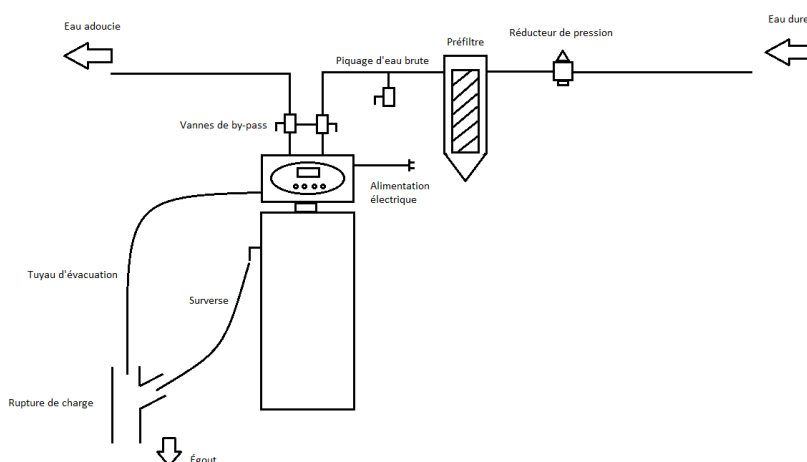 Eau adoucie
Eau dure
Réducteur de pression
Préfiltre
Piquage d'eau brute
Vannes de by-pass
Alimentation
électrique
Tuyau d'évacuation
Surverse
Rupture de charge
Égout